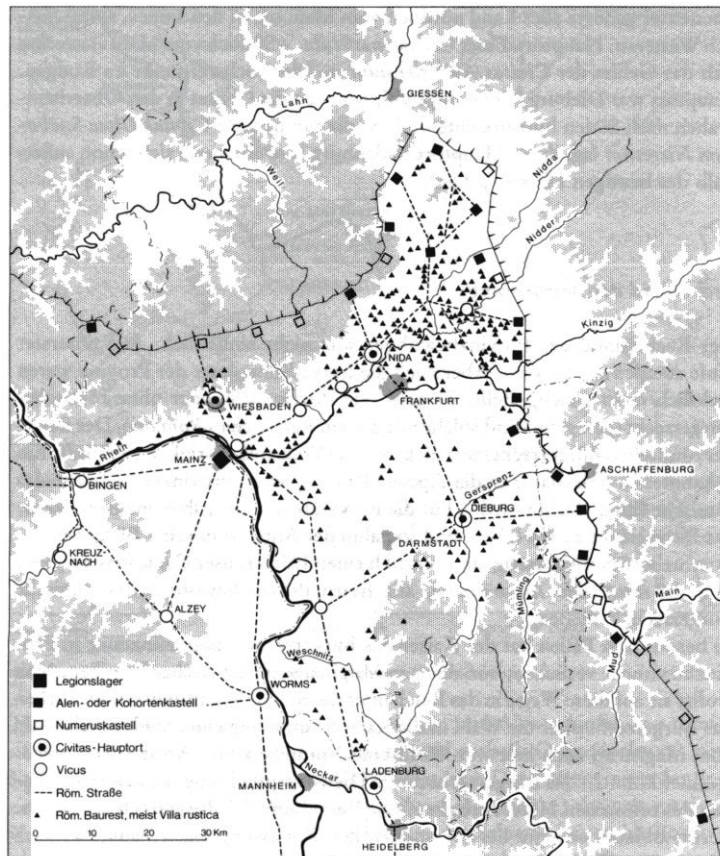 GIESSEN
Lahn
Weil
Nidda
Nidder
Kinzig
NIDA
WIESBADEN
FRANKFURT
Rhein
MAINZ
ASCHAFFENBURG
BINGEN
Gersprenz
DIEBURG
KREUZ-
NACH
DARMSTADT
Main
ALZEY
Mümling
Mud
Weschnitz
WORMS
Neckar
LADENBURG
MANNHEIM
HEIDELBERG
Legionslager
Alen- oder Kohortenkastell
Numeruskastell
Civitas-Hauptort
Vicus
Röm. Straße
Röm. Baurest, meist Villa rustica
0 10 20 30 Km